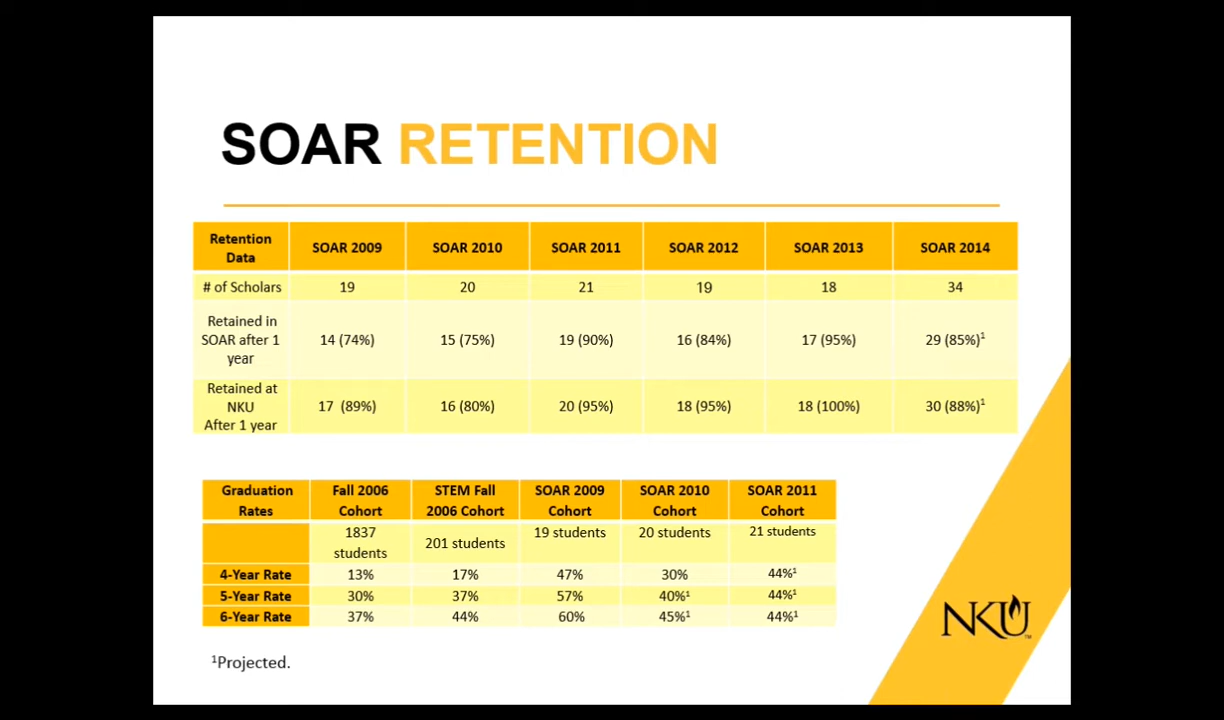 SOAR RETENTION
Retention Data SOAR 2009 SOAR 2010 SOAR 2011 SOAR 2012 SOAR 2013 SOAR 2014
# of Scholars 19 20 21 19 18 34
Retained in SOAR after 1 year 14 (74%) 15 (75%) 19 (90%) 16 (84%) 17 (95%) 29 (85%)¹
Retained at NKU After 1 year 17 (89%) 16 (80%) 20 (95%) 18 (95%) 18 (100%) 30 (88%)¹
Graduation Rates Fall 2006 Cohort STEM Fall 2006 Cohort SOAR 2009 Cohort SOAR 2010 Cohort SOAR 2011 Cohort
1837 students 201 students 19 students 20 students 21 students
4-Year Rate 13% 17% 47% 30% 44%¹
5-Year Rate 30% 37% 57% 40%¹ 44%¹
6-Year Rate 37% 44% 60% 45%¹ 44%¹
¹Projected.
NKU